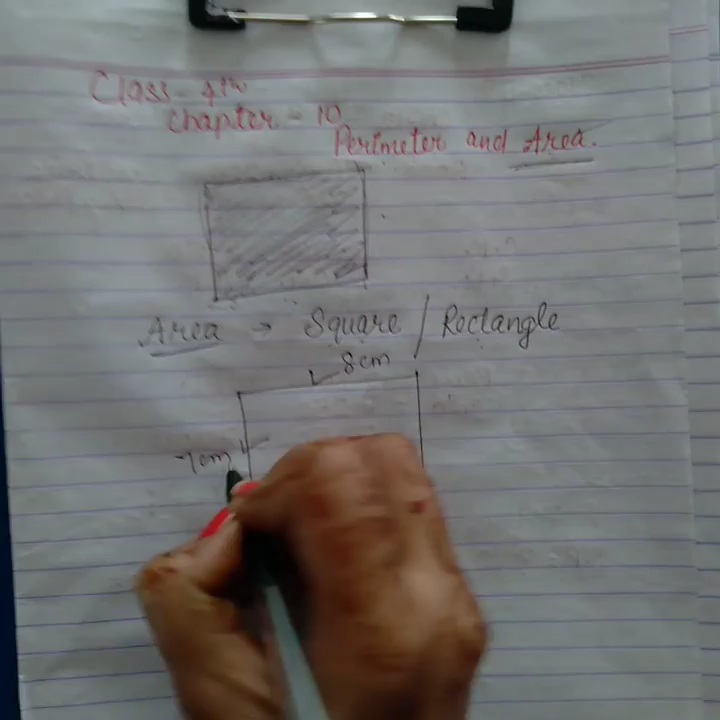 Class - 4th
Chapter - 10
Perimeter and Area.
Area → Square / Rectangle
8cm
7cm